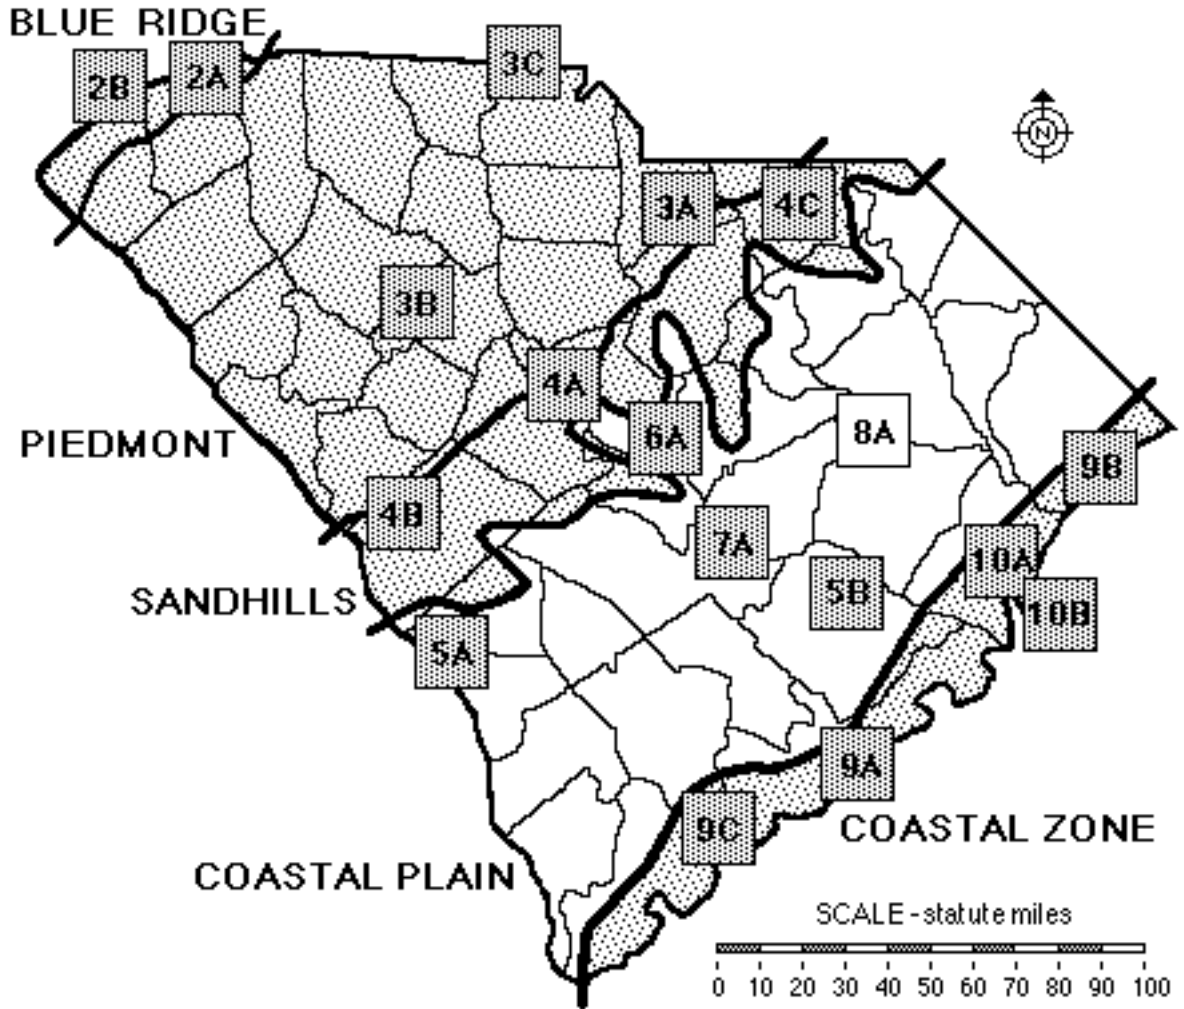 BLUE RIDGE
2B
2A
3C
N
3A
4C
3B
4A
6A
8A
PIEDMONT
9B
4B
7A
10A
SANDHILLS
5B
10B
5A
9A
9C
COASTAL ZONE
COASTAL PLAIN
SCALE - statute miles
0 10 20 30 40 50 60 70 80 90 100